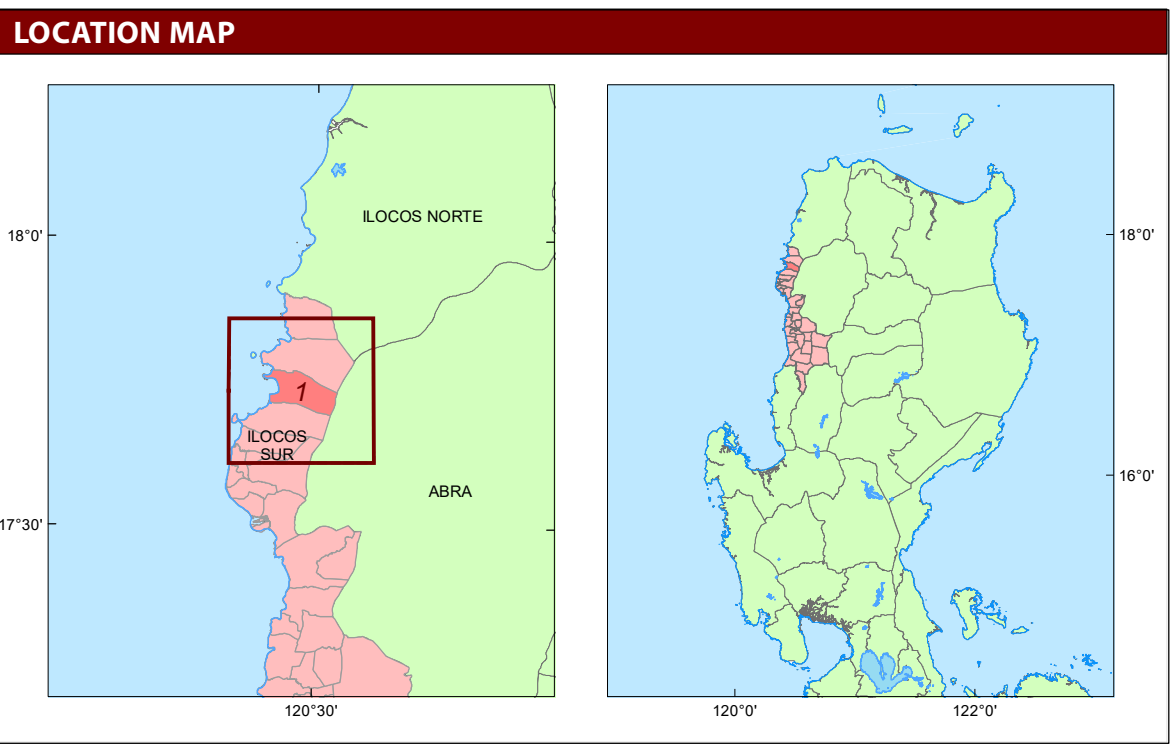 LOCATION MAP
ILOCOS NORTE
18°0'
1
ILOCOS
SUR
ABRA
17°30'
120°30'
18°0'
16°0'
120°0'
122°0'